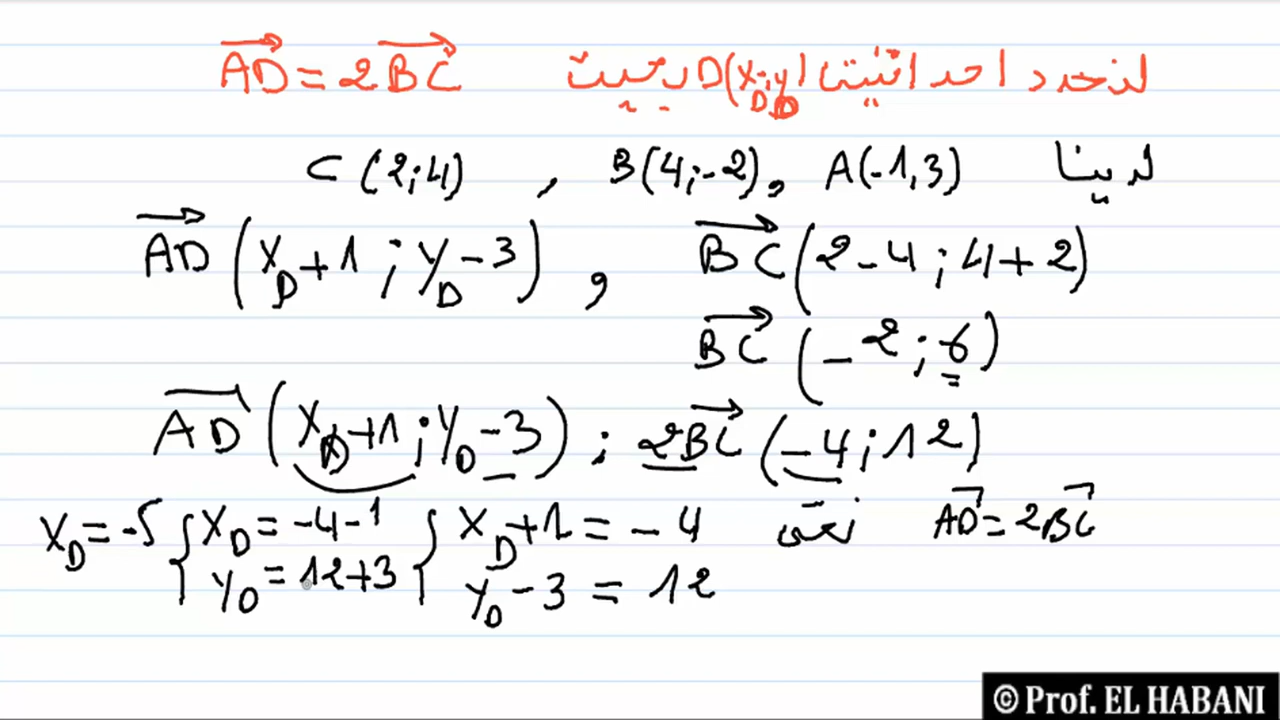 لنحدد احداثيتا D(x_D;y_D) بحيث AD = 2BC
لدينا A(-1,3) , B(4;-2) , C(2;4)
AD(x_D+1;y_D-3) , BC(2-4;4+2)
BC(-2;6)
AD(x_D+1;y_D-3) ; 2BC(-4;12)
AD=2BC تعني { x_D+1=-4 { x_D=-4-1 x_D=-5
y_D-3=12 y_D=12+3
© Prof. EL HABANI